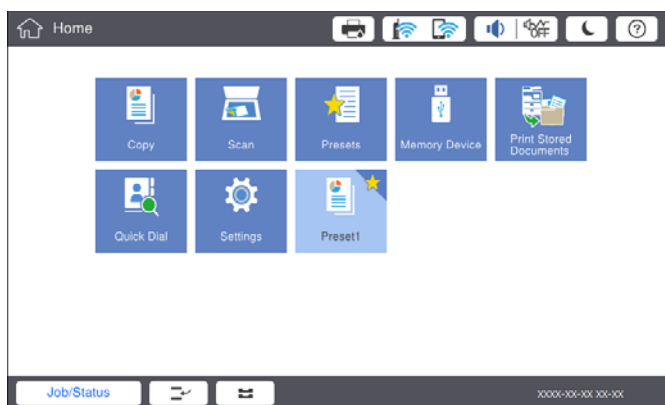 Home
OFF
?
Copy
Scan
Presets
Memory Device
Print Stored
Documents
Quick Dial
Settings
Preset1
Job/Status
xxxx-xx-xx xx-xx